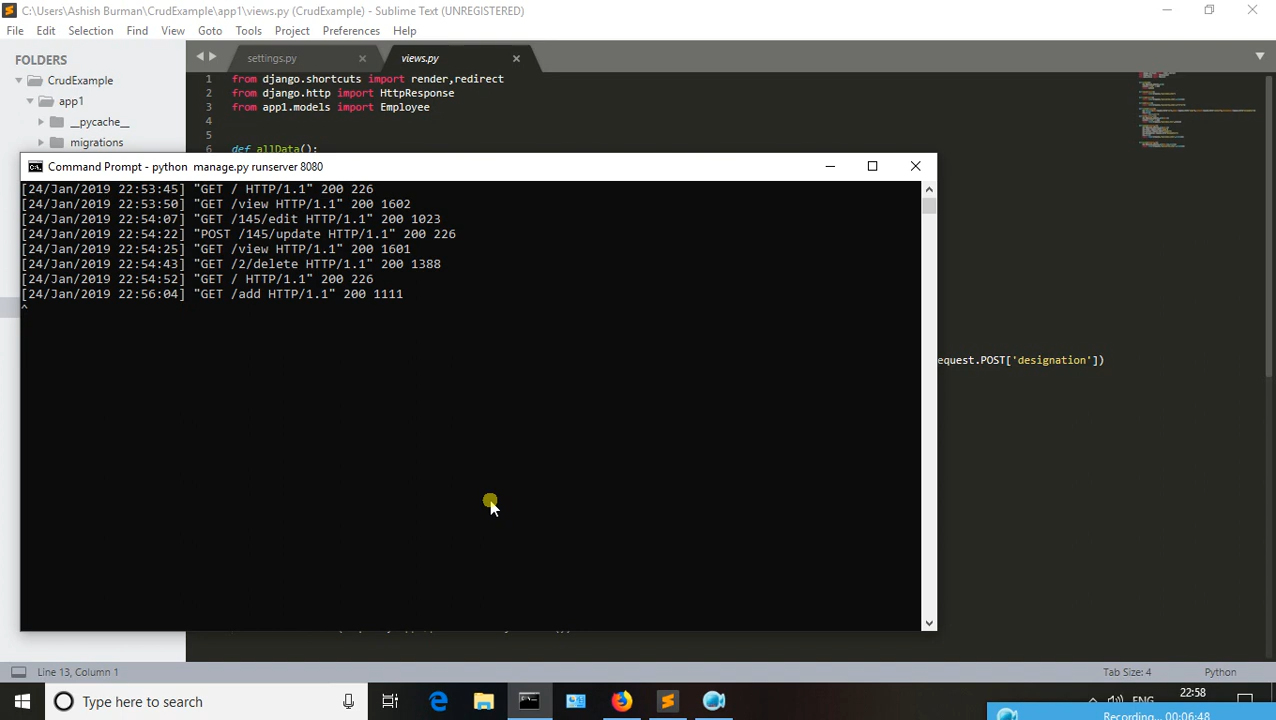 C:\Users\Ashish Burman\CrudExample\app1\views.py (CrudExample) - Sublime Text (UNREGISTERED)
File Edit Selection Find View Goto Tools Project Preferences Help
FOLDERS
CrudExample
app1
__pycache__
migrations
settings.py
views.py
1 from django.shortcuts import render,redirect
2 from django.http import HttpResponse
3 from app1.models import Employee
4
5
6 def allData():
Command Prompt - python  manage.py runserver 8080
[24/Jan/2019 22:53:45] "GET / HTTP/1.1" 200 226
[24/Jan/2019 22:53:50] "GET /view HTTP/1.1" 200 1602
[24/Jan/2019 22:54:07] "GET /145/edit HTTP/1.1" 200 1023
[24/Jan/2019 22:54:22] "POST /145/update HTTP/1.1" 200 226
[24/Jan/2019 22:54:25] "GET /view HTTP/1.1" 200 1601
[24/Jan/2019 22:54:43] "GET /2/delete HTTP/1.1" 200 1388
[24/Jan/2019 22:54:52] "GET / HTTP/1.1" 200 226
[24/Jan/2019 22:56:04] "GET /add HTTP/1.1" 200 1111
^
equest.POST['designation'])
Line 13, Column 1
Tab Size: 4
Python
Type here to search
ENG
22:58
Recording... 00:06:48